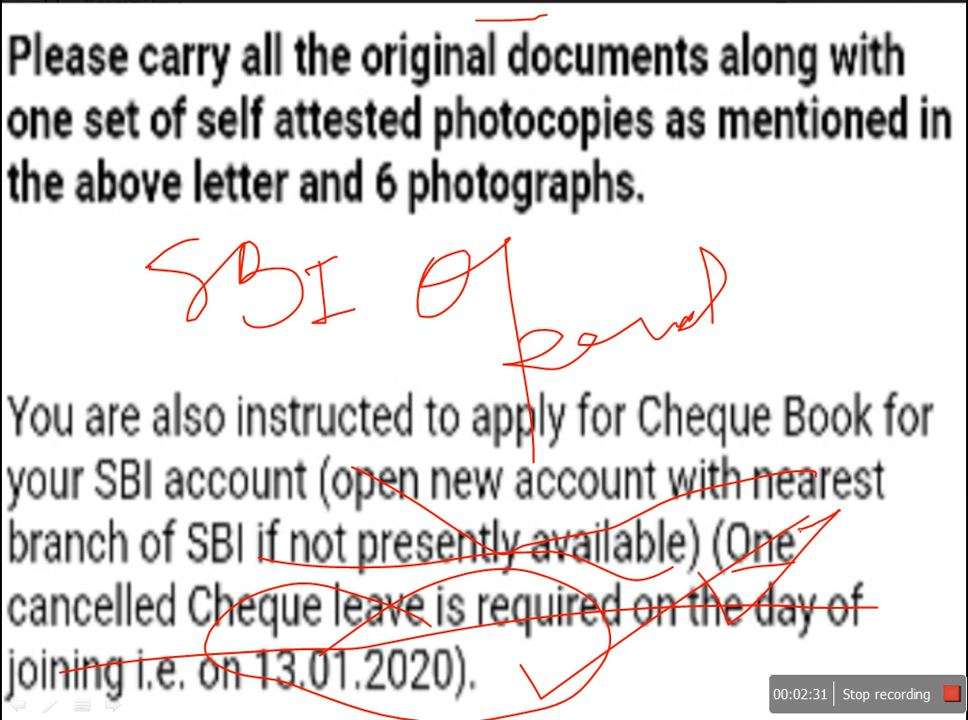 Please carry all the original documents along with
one set of self attested photocopies as mentioned in
the above letter and 6 photographs.
SBI
You are also instructed to apply for Cheque Book for
your SBI account (open new account with nearest
branch of SBI if not presently available) (One
cancelled Cheque leave is required on the day of
joining i.e. on 13.01.2020).
00:02:31 Stop recording